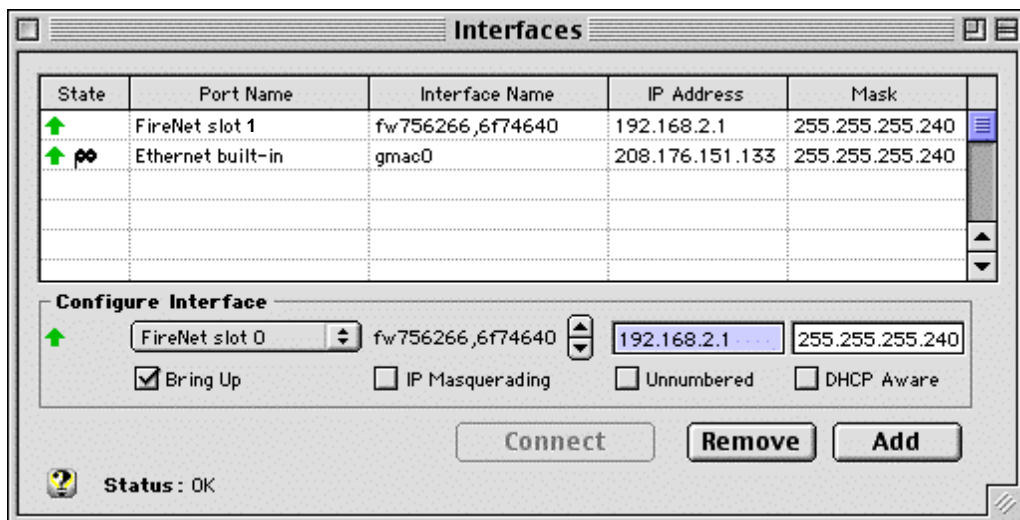 Interfaces
State Port Name Interface Name IP Address Mask
FireNet slot 1 fw756266,6f74640 192.168.2.1 255.255.255.240
Ethernet built-in gmac0 208.176.151.133 255.255.255.240
Configure Interface
FireNet slot 0 fw756266,6f74640 192.168.2.1 255.255.255.240
Bring Up IP Masquerading Unnumbered DHCP Aware
Connect Remove Add
? Status: OK